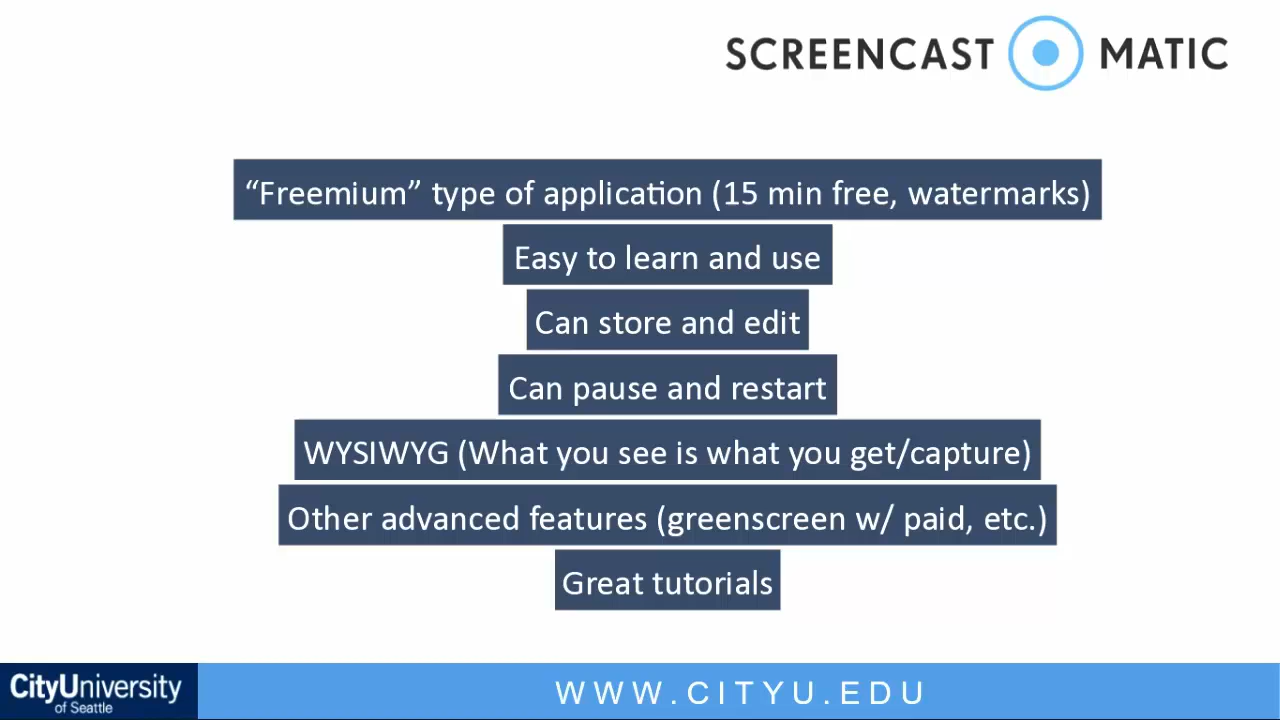 SCREENCAST MATIC
“Freemium” type of application (15 min free, watermarks)
Easy to learn and use
Can store and edit
Can pause and restart
WYSIWYG (What you see is what you get/capture)
Other advanced features (greenscreen w/ paid, etc.)
Great tutorials
CityUniversity
of Seattle
WWW.CITYU.EDU